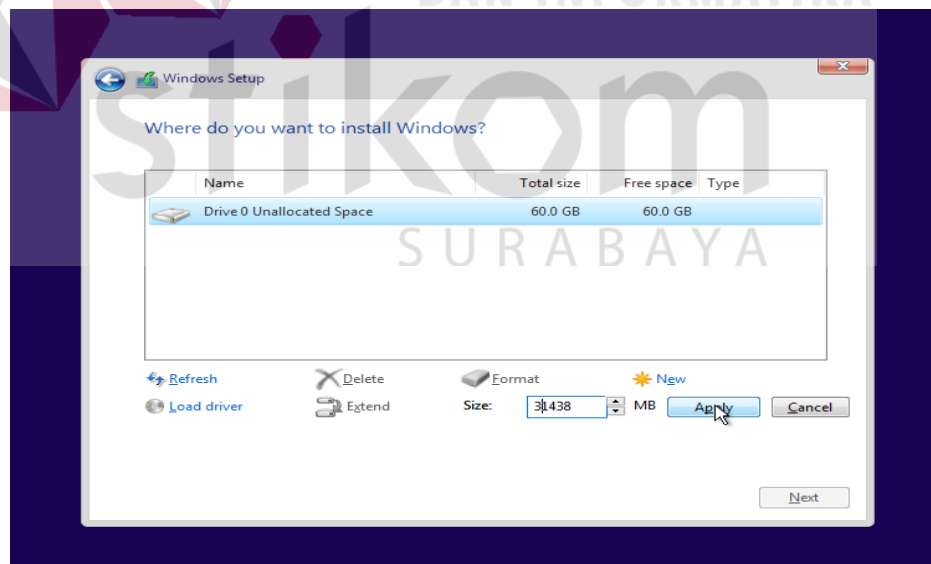 DAN INFORMATIKA
Windows Setup
stikom
Where do you want to install Windows?
Name Total size Free space Type
Drive 0 Unallocated Space 60.0 GB 60.0 GB
SURABAYA
Refresh Delete Format New
Load driver Extend Size: 31438 MB Apply Cancel
Next